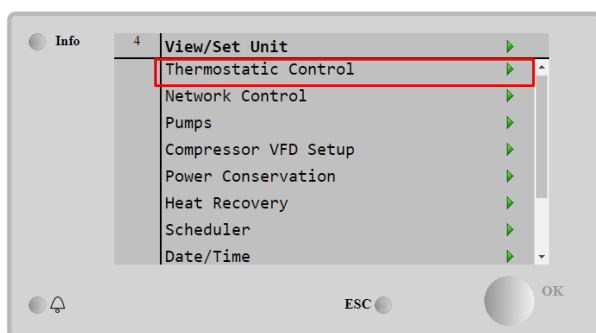 Info
4 View/Set Unit
Thermostatic Control
Network Control
Pumps
Compressor VFD Setup
Power Conservation
Heat Recovery
Scheduler
Date/Time
ESC
OK